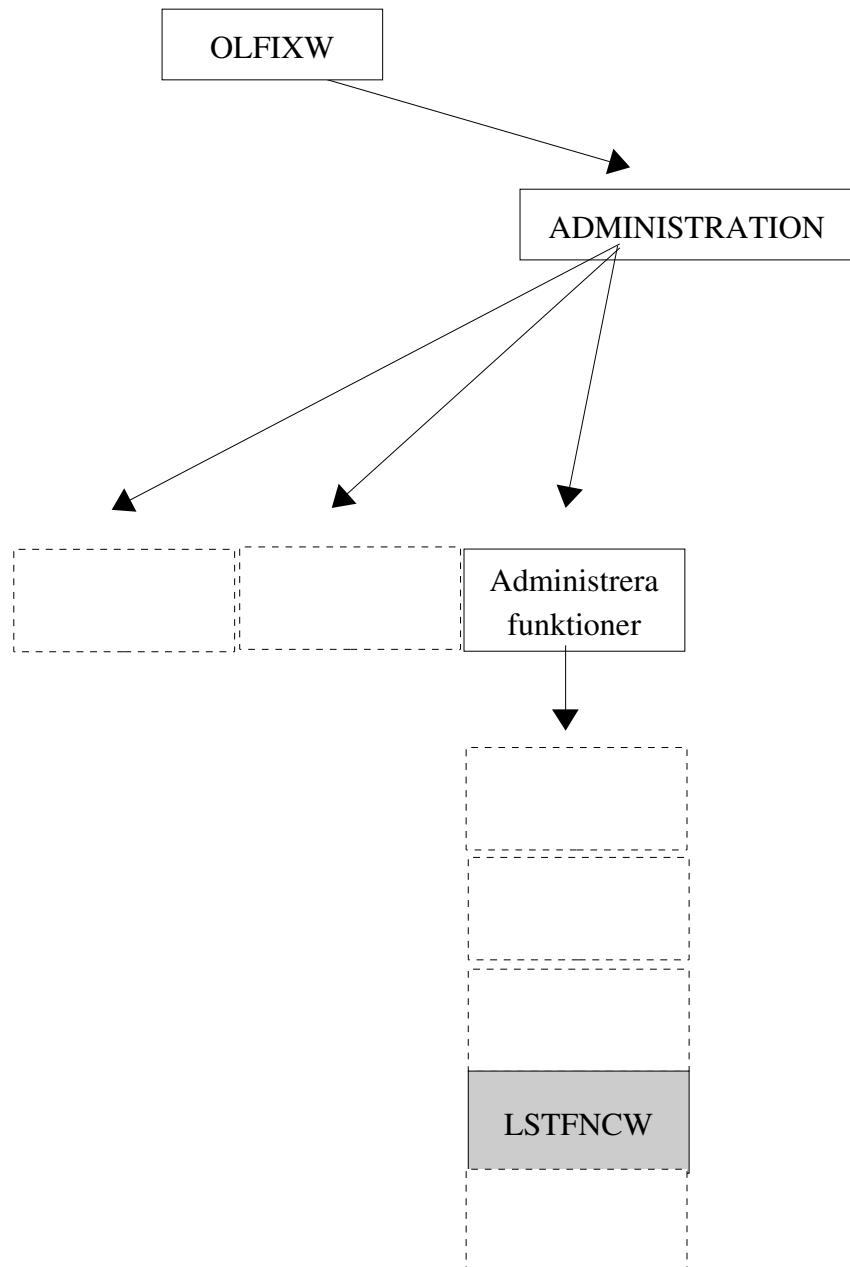 OLFIXW
ADMINISTRATION
Administrera
funktioner
LSTFNCW